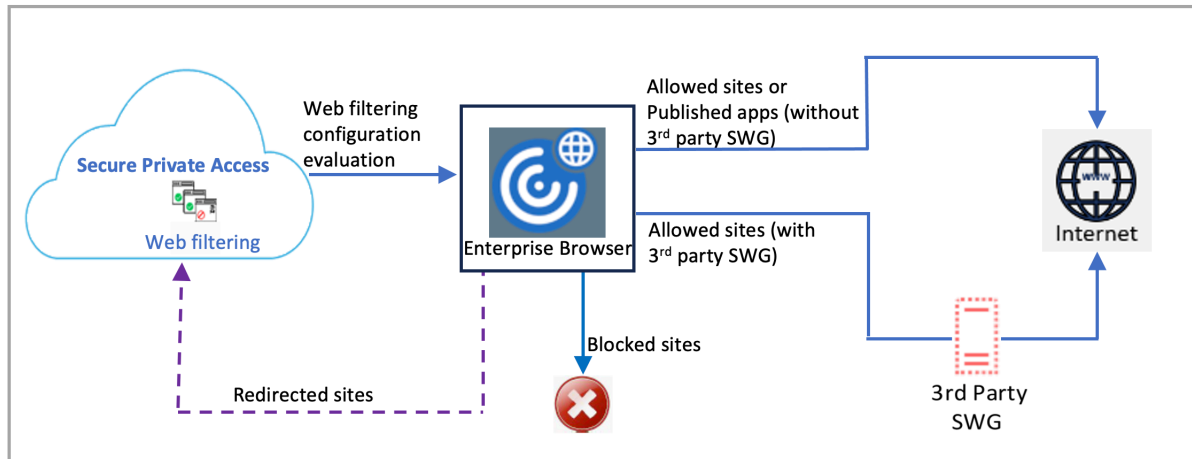 Secure Private Access
Web filtering
Web filtering
configuration
evaluation
Enterprise Browser
Allowed sites or
Published apps (without
3rd party SWG)
Allowed sites (with
3rd party SWG)
www
Internet
Blocked sites
Redirected sites
3rd Party
SWG